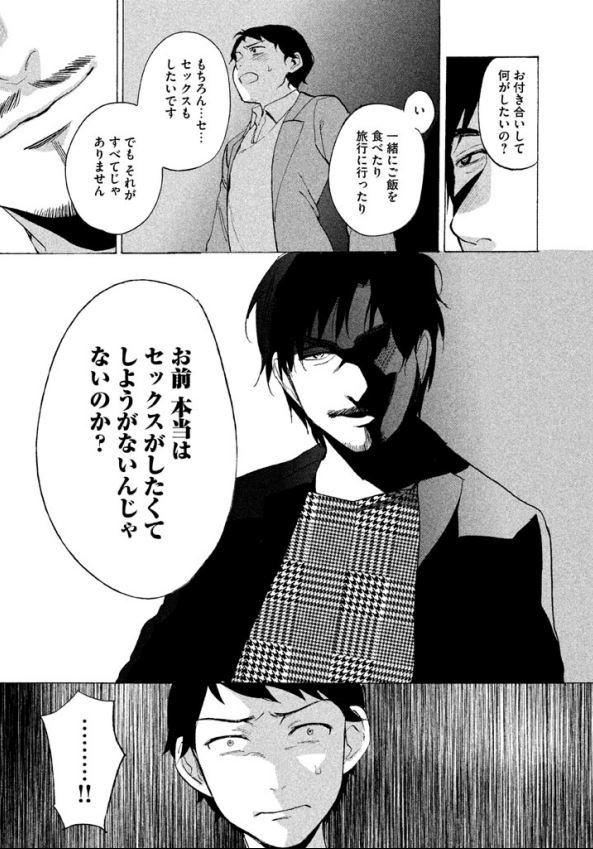 お付き合いして
何がしたいの?
い
一緒にご飯を
食べたり
旅行に行ったり
もちろん…セ…
セックスも
したいです
でも それが
すべてじゃ
ありません
お前 本当は
セックスがしたくて
しようがないんじゃ
ないのか?
………!!